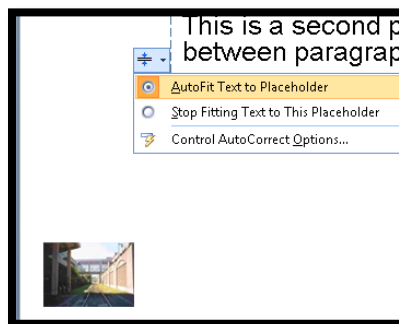 This is a second p
between paragrap
AutoFit Text to Placeholder
Stop Fitting Text to This Placeholder
Control AutoCorrect Options...